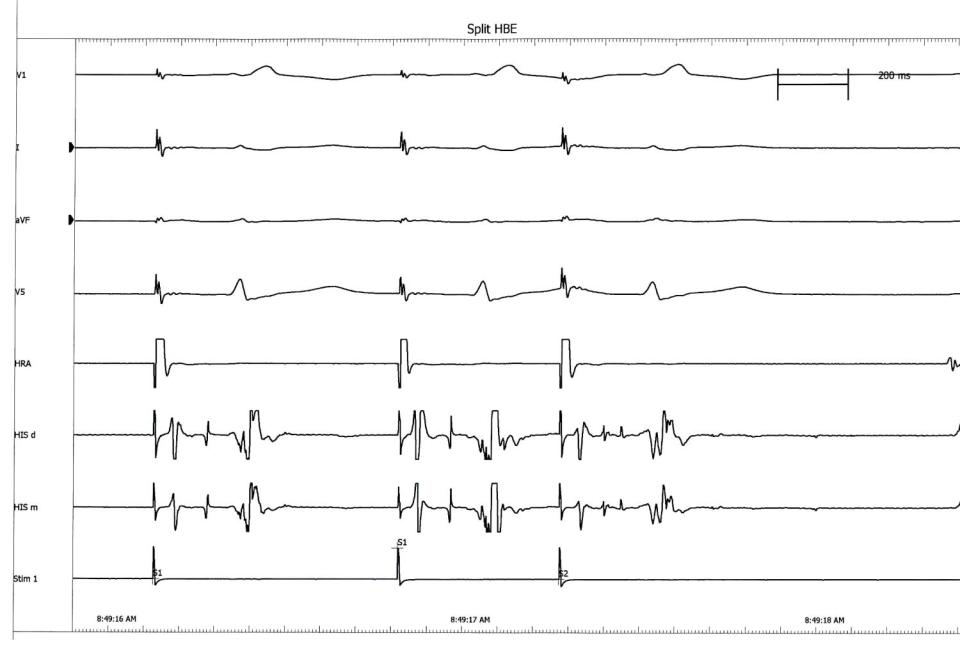 Split HBE
V1
200 ms
I
aVF
V5
HRA
HIS d
HIS m
S1
Stim 1
S1
S2
8:49:16 AM
8:49:17 AM
8:49:18 AM